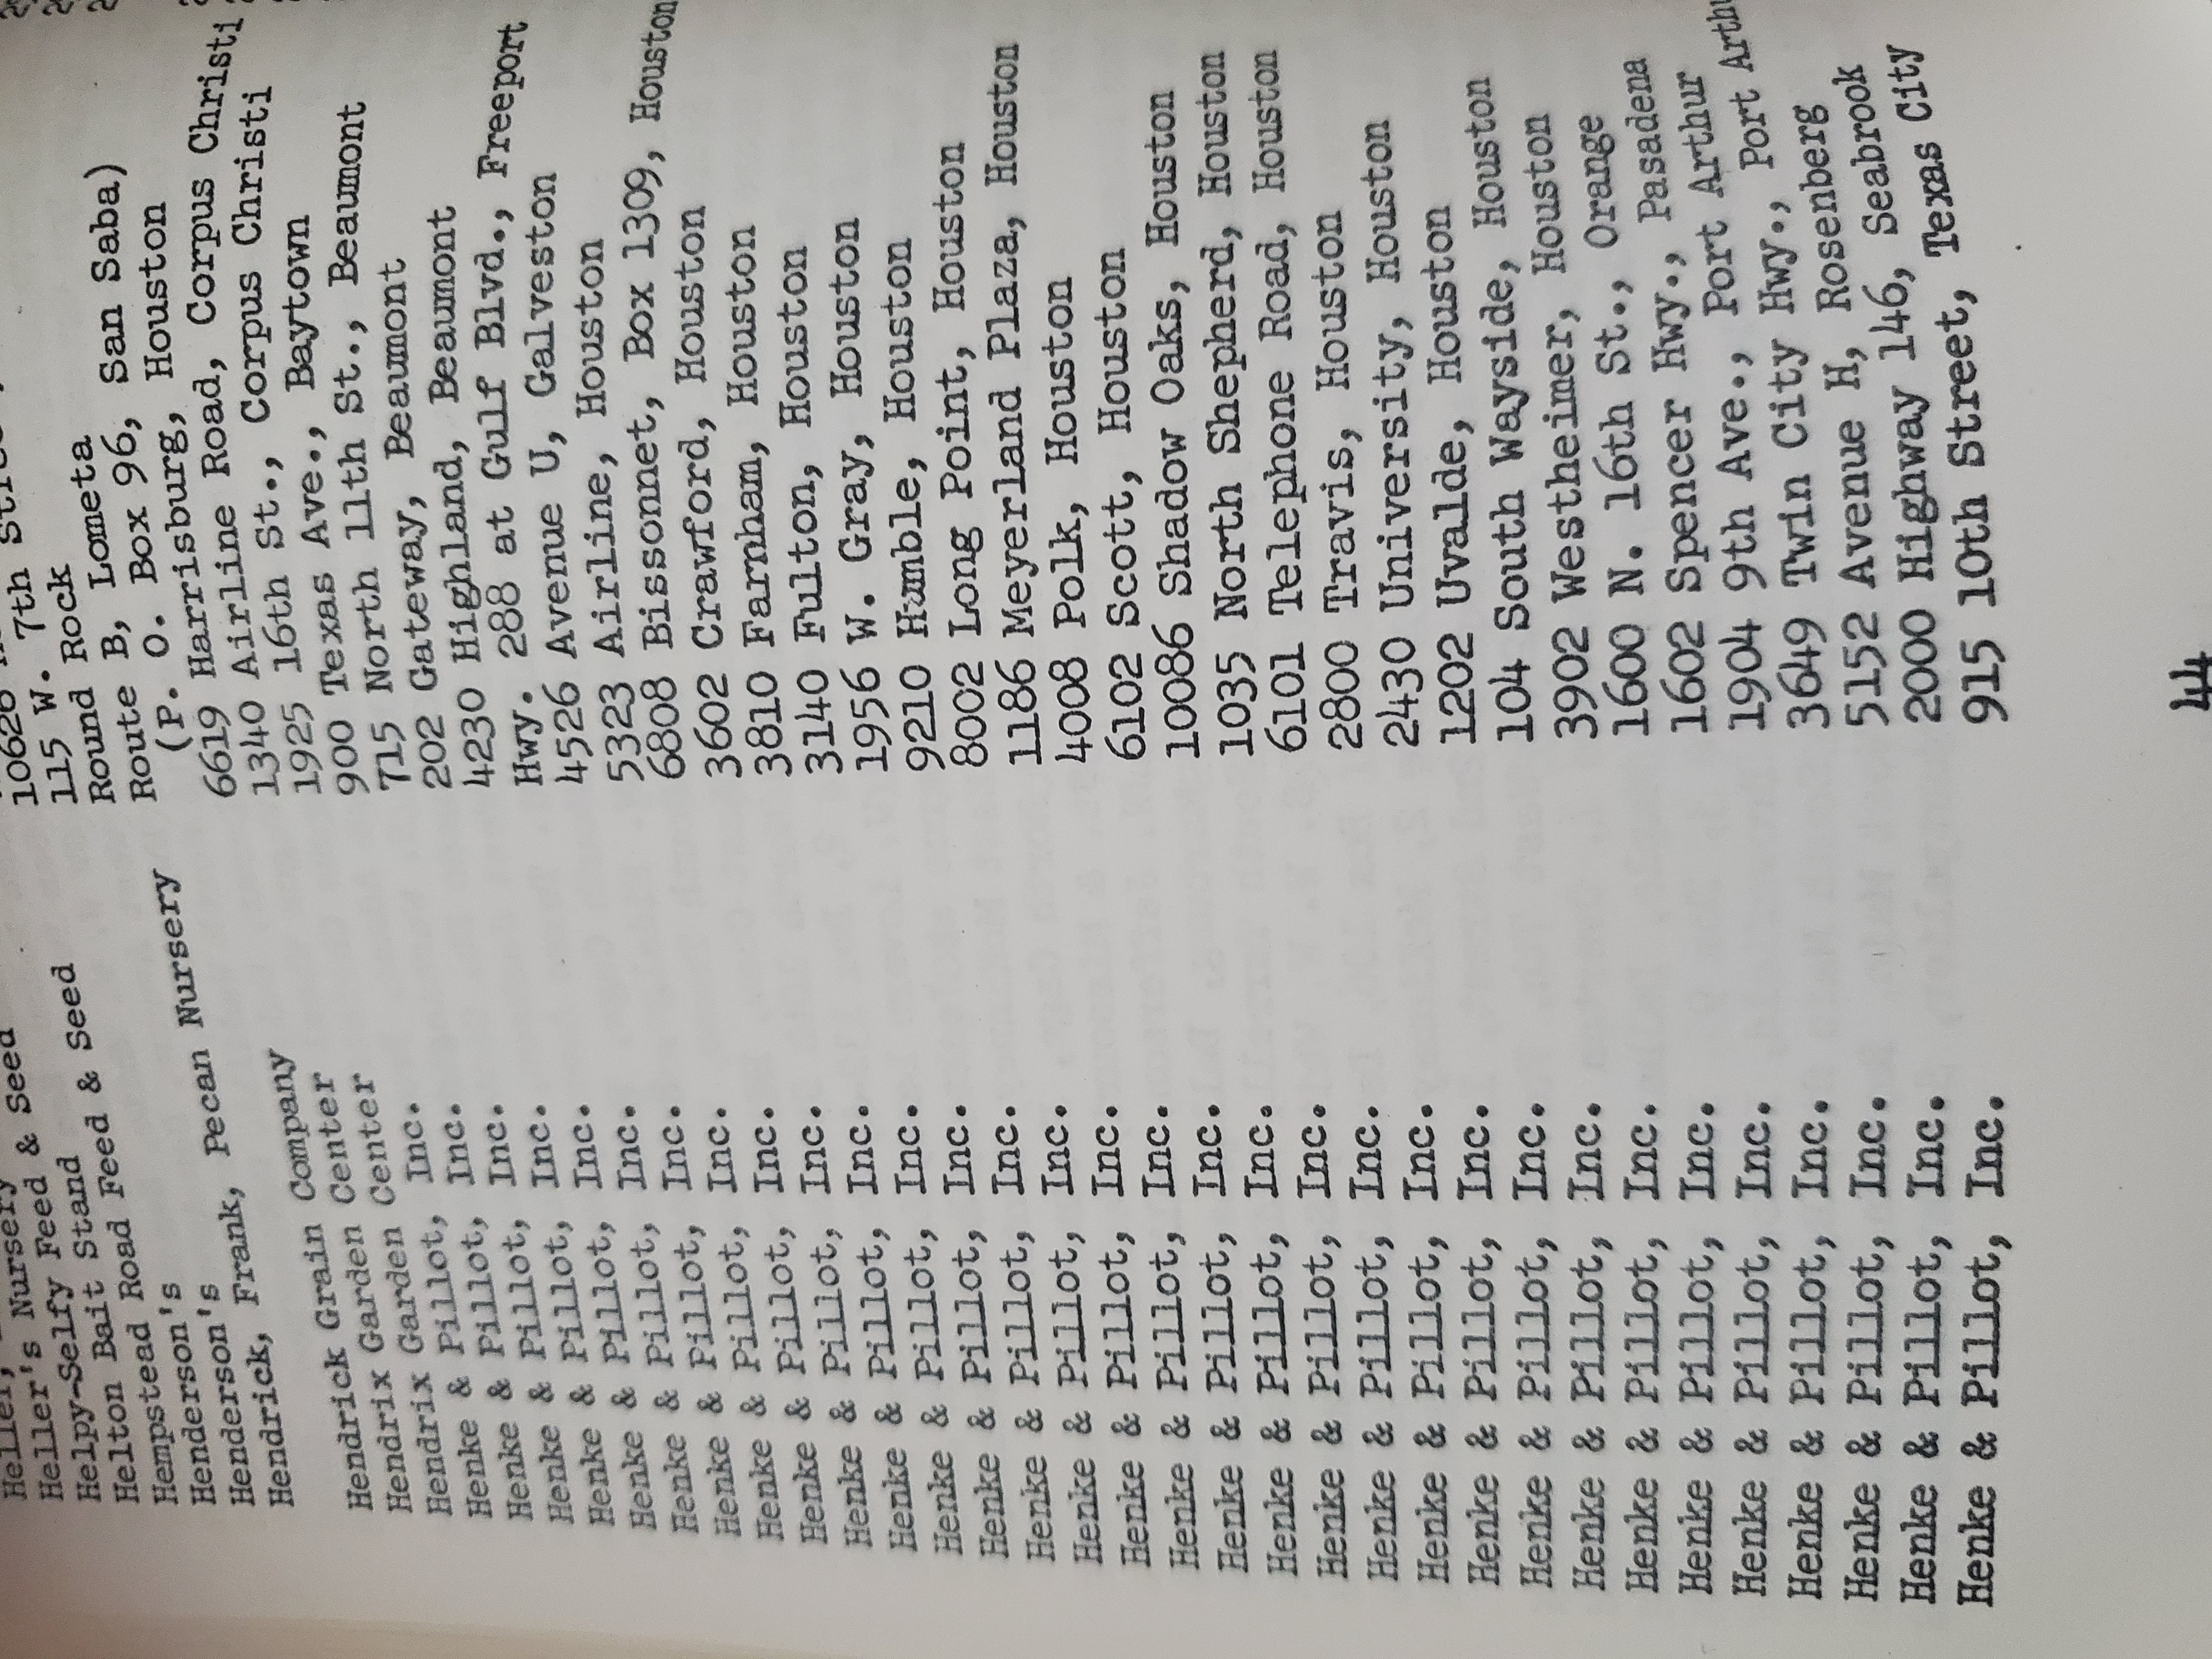 Heller,
Heller's Nursery
Helpy-Selfy Feed & Seed
Helton Bait Stand
Hempstead Road Feed & Seed 10626
Henderson's 115 W. 7th
Henderson's Round Rock
Hendrick, Frank, Pecan Nursery Route B, Lometa
(P. O. Box 96, San Saba)
Hendrick Grain Company 6619 Harrisburg, Houston
Hendrix Garden Center 1340 Airline Road, Corpus Christi
Hendrix Garden Center 1925 16th St., Corpus Christi
Henke & Pillot, Inc. 900 Texas Ave., Baytown
Henke & Pillot, Inc. 715 North 11th St., Beaumont
Henke & Pillot, Inc. 202 Gateway, Beaumont
Henke & Pillot, Inc. 4230 Highland, Beaumont
Henke & Pillot, Inc. Hwy. 288 at Gulf Blvd., Freeport
Henke & Pillot, Inc. 4526 Avenue U, Galveston
Henke & Pillot, Inc. 5323 Airline, Houston
Henke & Pillot, Inc. 6808 Bissonnet, Box 1309, Houston
Henke & Pillot, Inc. 3602 Crawford, Houston
Henke & Pillot, Inc. 3810 Farnham, Houston
Henke & Pillot, Inc. 3140 Fulton, Houston
Henke & Pillot, Inc. 1956 W. Gray, Houston
Henke & Pillot, Inc. 9210 Humble, Houston
Henke & Pillot, Inc. 8002 Long Point, Houston
Henke & Pillot, Inc. 1186 Meyerland Plaza, Houston
Henke & Pillot, Inc. 4008 Polk, Houston
Henke & Pillot, Inc. 6102 Scott, Houston
Henke & Pillot, Inc. 10086 Shadow Oaks, Houston
Henke & Pillot, Inc. 1035 North Shepherd, Houston
Henke & Pillot, Inc. 6101 Telephone Road, Houston
Henke & Pillot, Inc. 2800 Travis, Houston
Henke & Pillot, Inc. 2430 University, Houston
Henke & Pillot, Inc. 1202 Uvalde, Houston
Henke & Pillot, Inc. 104 South Wayside, Houston
Henke & Pillot, Inc. 3902 Westheimer, Houston
Henke & Pillot, Inc. 1600 N. 16th St., Orange
Henke & Pillot, Inc. 1602 Spencer Hwy., Pasadena
Henke & Pillot, Inc. 1904 9th Ave., Port Arthur
Henke & Pillot, Inc. 3649 Twin City Hwy., Port Arthu
Henke & Pillot, Inc. 5152 Avenue H, Rosenberg
Henke & Pillot, Inc. 2000 Highway 146, Seabrook
Henke & Pillot, Inc. 915 10th Street, Texas City
44